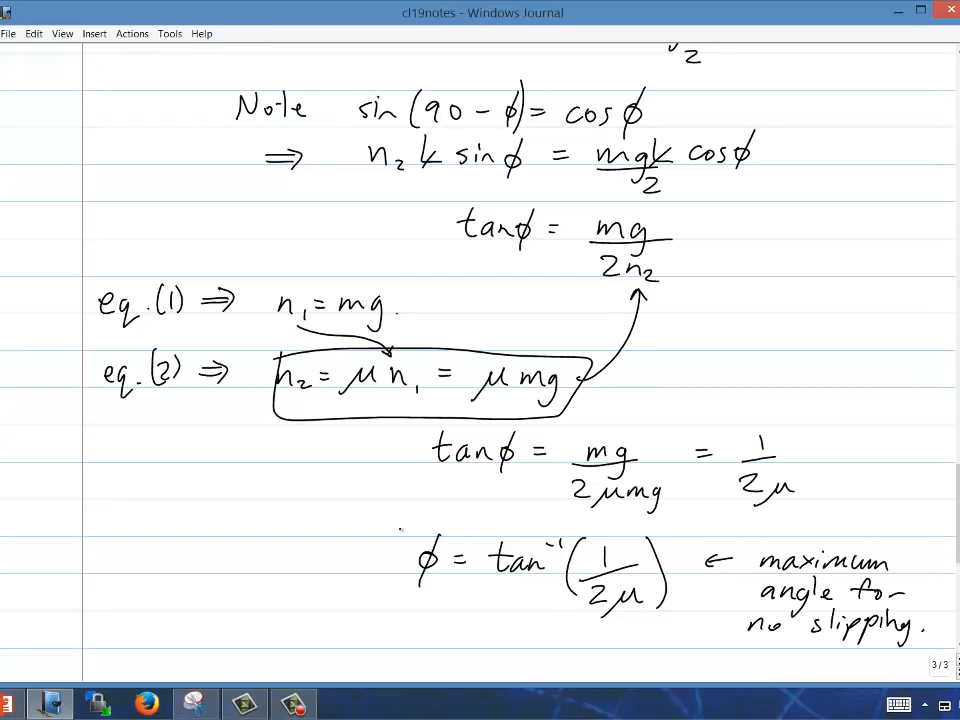 cl19notes - Windows Journal
File Edit View Insert Actions Tools Help
2
Note sin (90 - ϕ) = cos ϕ
⇒ n₂ k sin ϕ = mgk/2 cos ϕ
tan ϕ = mg/2n₂
eq. (1) ⇒ n₁ = mg.
eq. (2) ⇒ n₂ = μ n₁ = μ mg
tan ϕ = mg/2μmg = 1/2μ
ϕ = tan⁻¹ (1/2μ) ← maximum
angle for
no slipping.
3/3